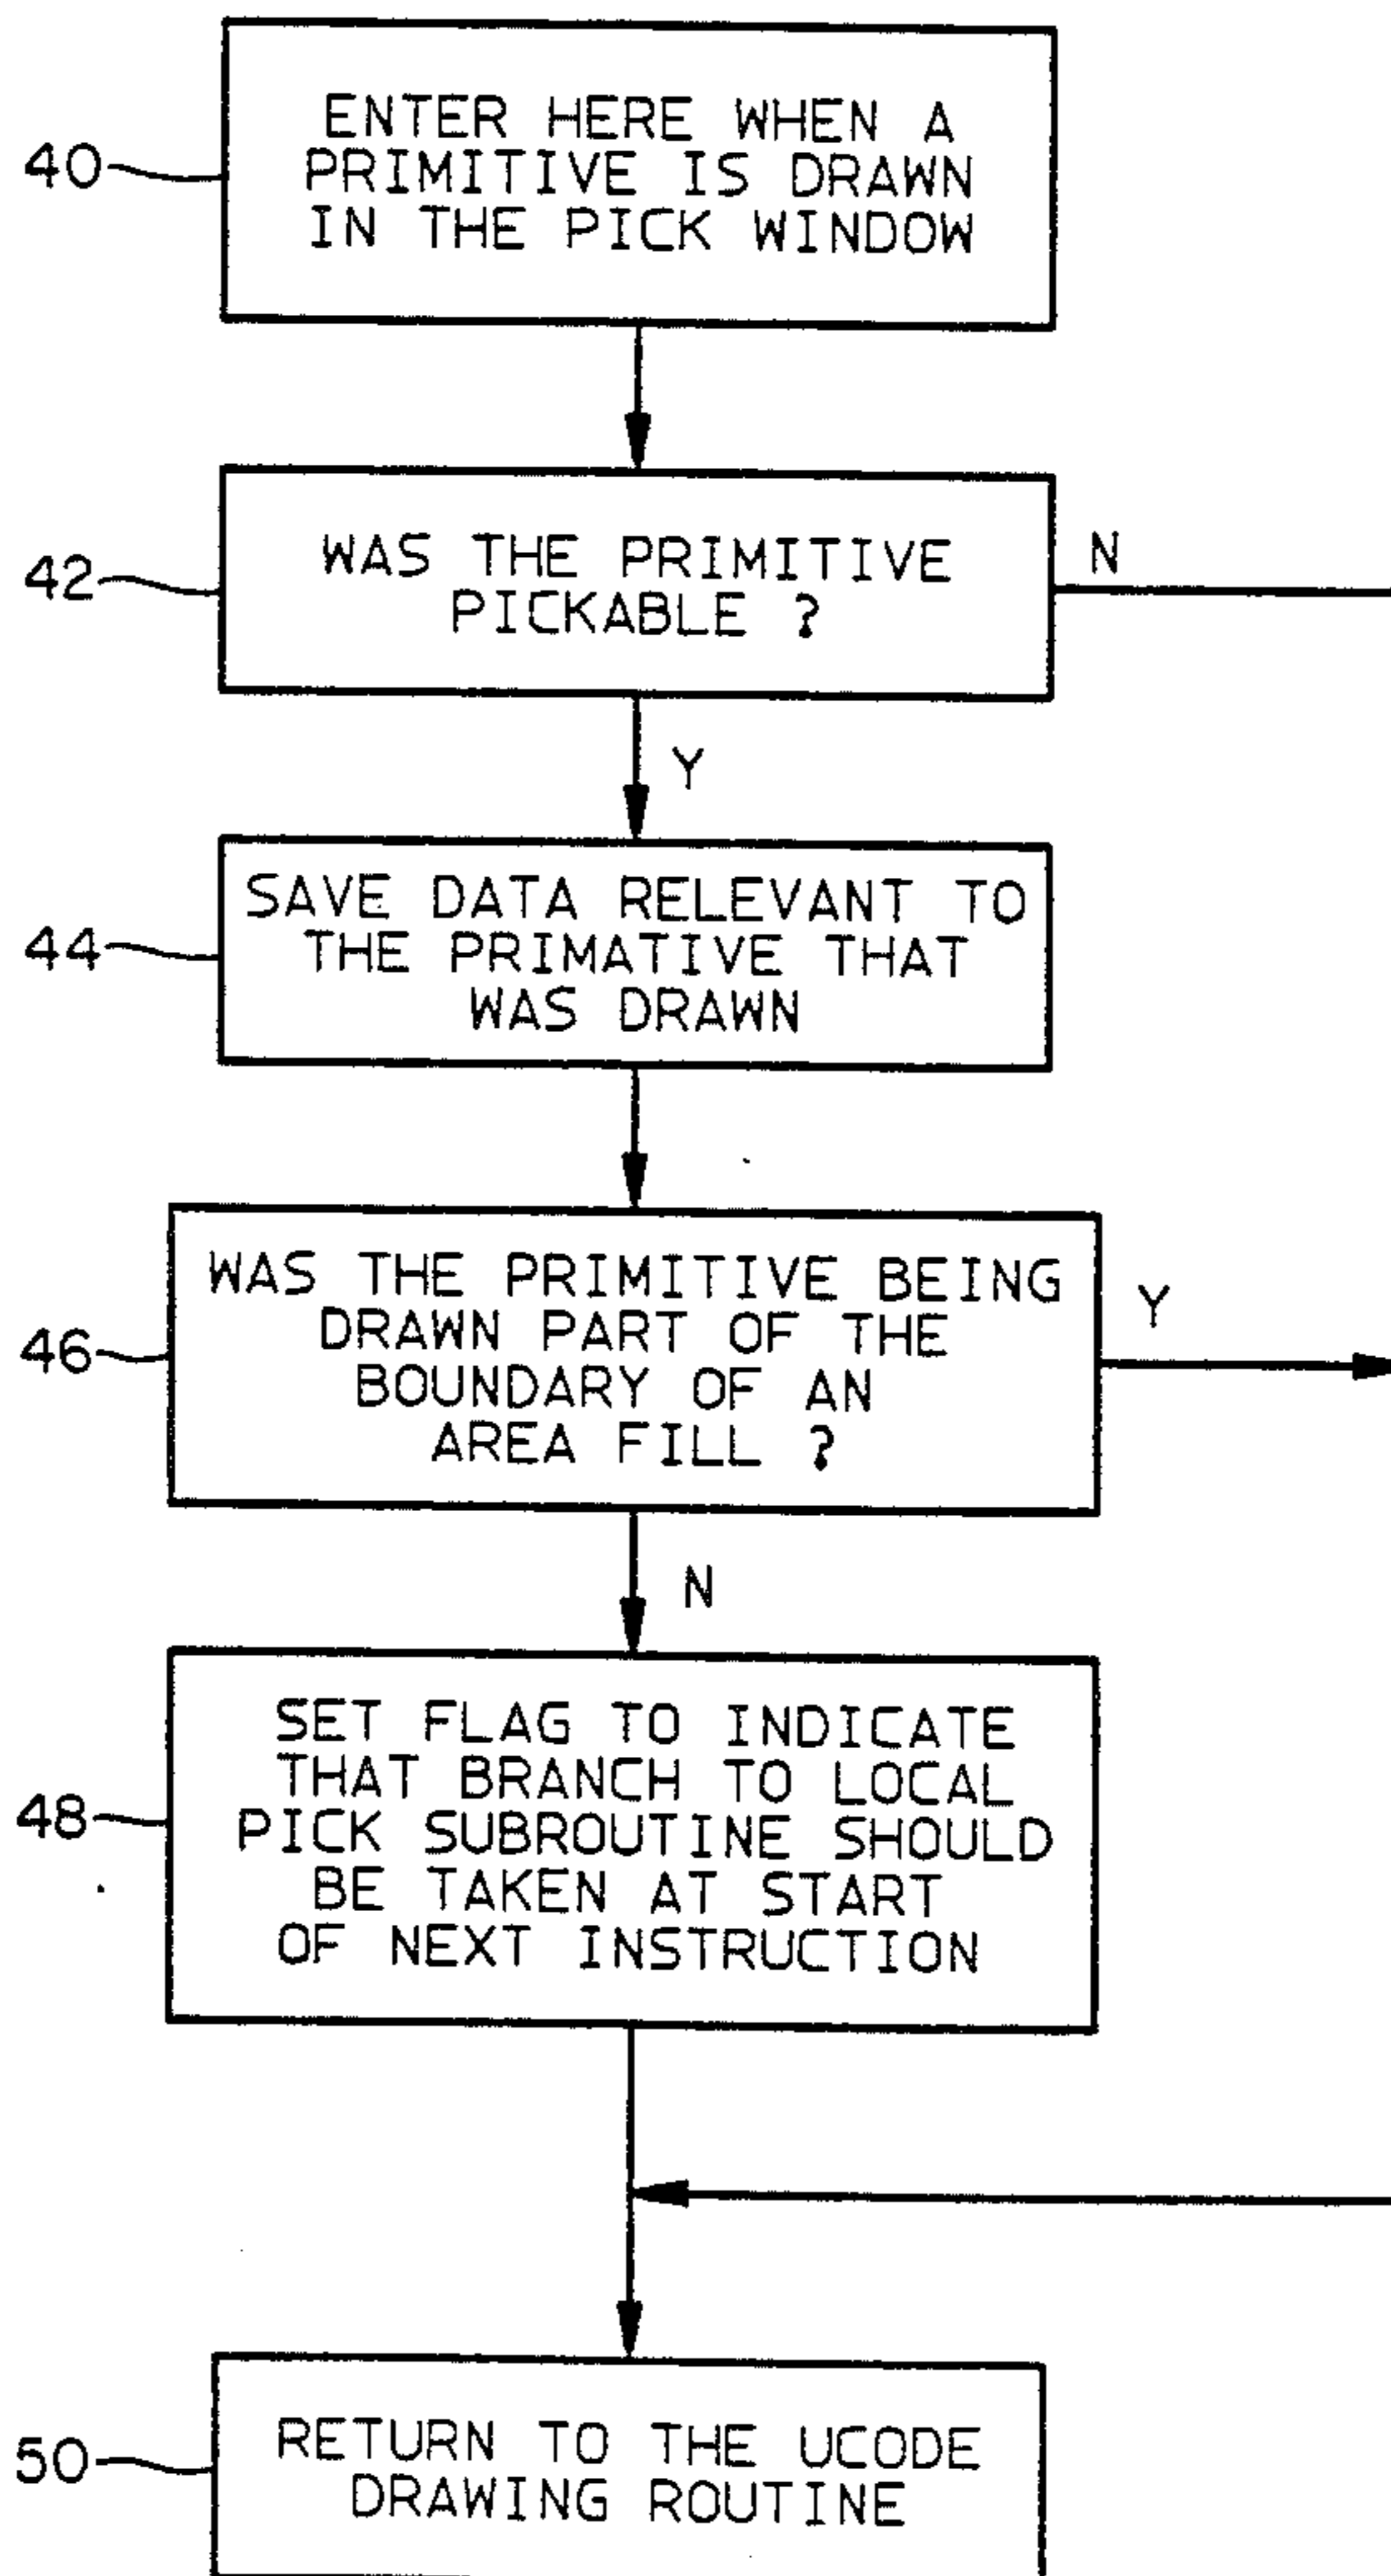 40
ENTER HERE WHEN A
PRIMITIVE IS DRAWN
IN THE PICK WINDOW
42
WAS THE PRIMITIVE
PICKABLE ?
N
Y
44
SAVE DATA RELEVANT TO
THE PRIMATIVE THAT
WAS DRAWN
46
WAS THE PRIMITIVE BEING
DRAWN PART OF THE
BOUNDARY OF AN
AREA FILL ?
Y
N
48
SET FLAG TO INDICATE
THAT BRANCH TO LOCAL
PICK SUBROUTINE SHOULD
BE TAKEN AT START
OF NEXT INSTRUCTION
50
RETURN TO THE UCODE
DRAWING ROUTINE